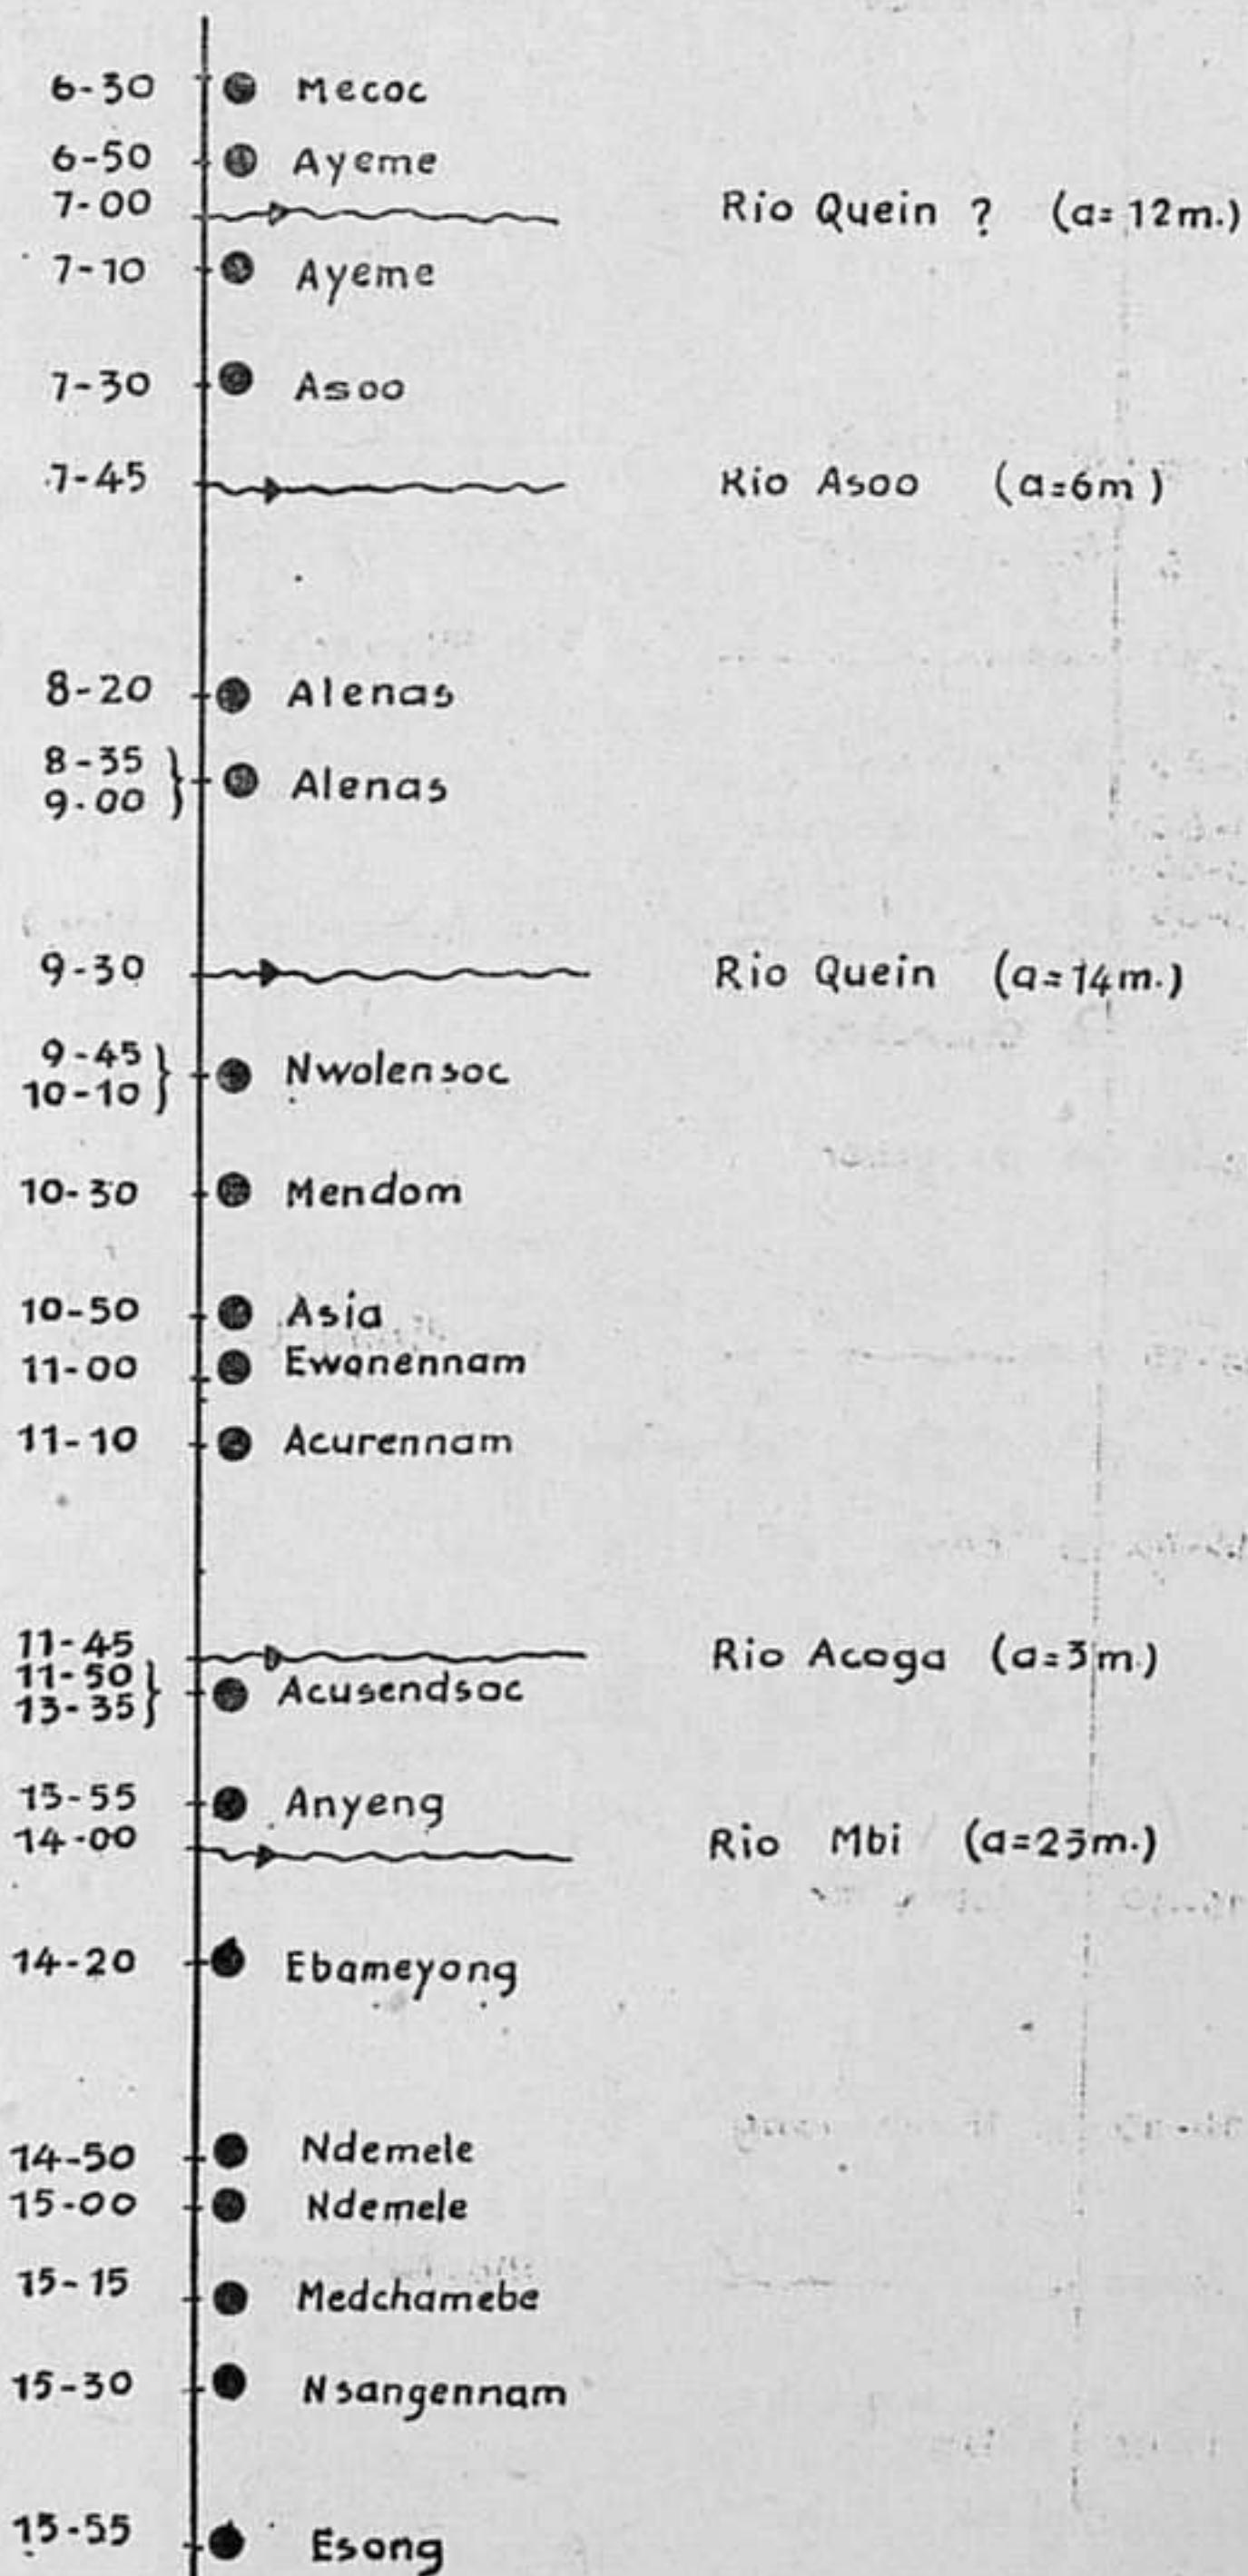 6-30 Mecoc
6-50 Ayeme
7-00 Rio Quein ? (a=12m.)
7-10 Ayeme
7-30 Asoo
7-45 Rio Asoo (a=6m)
8-20 Alenas
8-35
9-00 } Alenas
9-30 Rio Quein (a=14m.)
9-45
10-10 } Nwolensoc
10-30 Mendom
10-50 Asia
11-00 Ewanennam
11-10 Acurennam
11-45 Rio Acoga (a=3m.)
11-50
13-35 } Acusendsoc
13-55 Anyeng
14-00 Rio Mbi (a=23m.)
14-20 Ebameyong
14-50 Ndemele
15-00 Ndemele
15-15 Medchamebe
15-30 Nsangennam
15-55 Esong